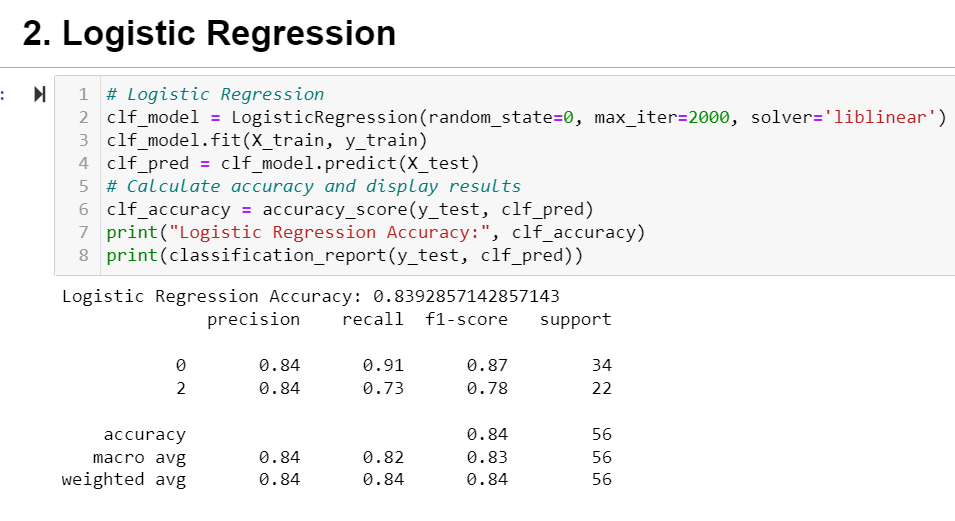 2. Logistic Regression
:
1 # Logistic Regression
2 clf_model = LogisticRegression(random_state=0, max_iter=2000, solver='liblinear')
3 clf_model.fit(X_train, y_train)
4 clf_pred = clf_model.predict(X_test)
5 # Calculate accuracy and display results
6 clf_accuracy = accuracy_score(y_test, clf_pred)
7 print("Logistic Regression Accuracy:", clf_accuracy)
8 print(classification_report(y_test, clf_pred))
Logistic Regression Accuracy: 0.8392857142857143
precision recall f1-score support
0 0.84 0.91 0.87 34
2 0.84 0.73 0.78 22
accuracy 0.84 56
macro avg 0.84 0.82 0.83 56
weighted avg 0.84 0.84 0.84 56